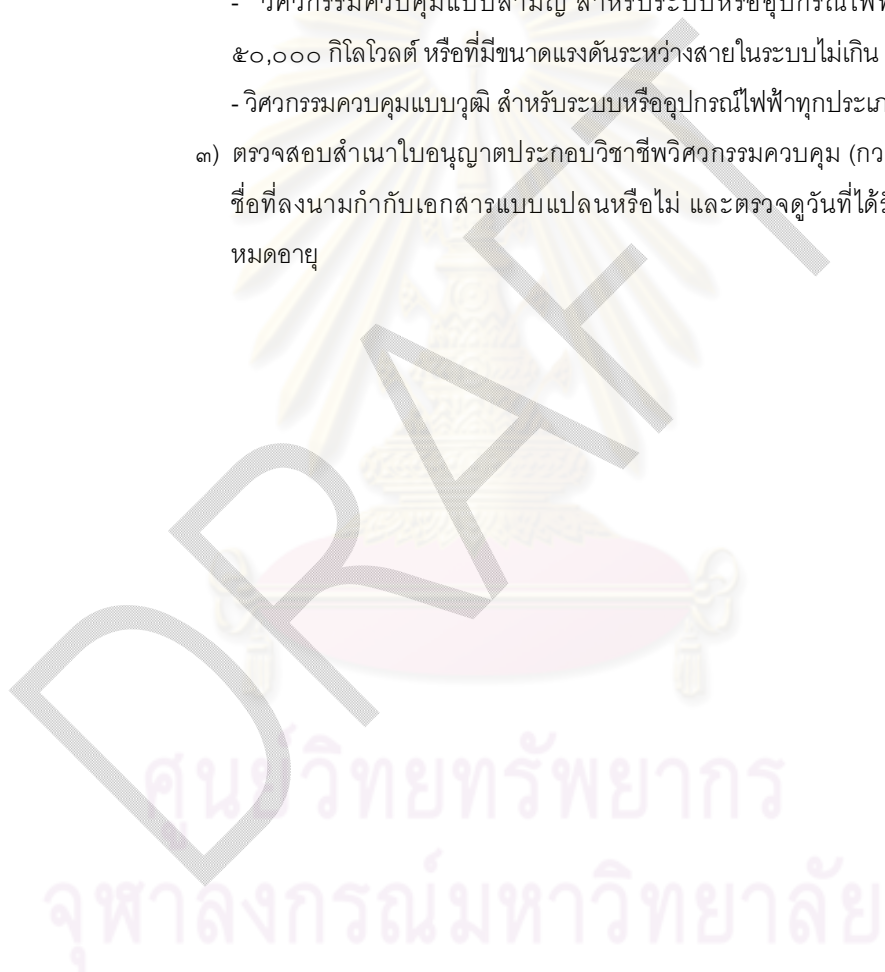 - วิศวกรรมควบคุมแบบสามัญ สำหรับระบบหรืออุปกรณ์
๕๐,๐๐๐ กิโลโวลต์ หรือที่มีขนาดแรงดันระหว่างสายในระบบไม่เกิน
- วิศวกรรมควบคุมแบบวุฒิ สำหรับระบบหรืออุปกรณ์ไฟฟ้าทุกประเภ
๓) ตรวจสอบสำเนาใบอนุญาตประกอบวิชาชีพวิศวกรรมควบคุม (กว
ชื่อที่ลงนามกำกับเอกสารแบบแปลนหรือไม่ และตรวจดูวันที่ได้
หมดอายุ
DRAFT
ศูนย์วิทยทรัพยากร
จุฬาลงกรณ์มหาวิทยาลัย